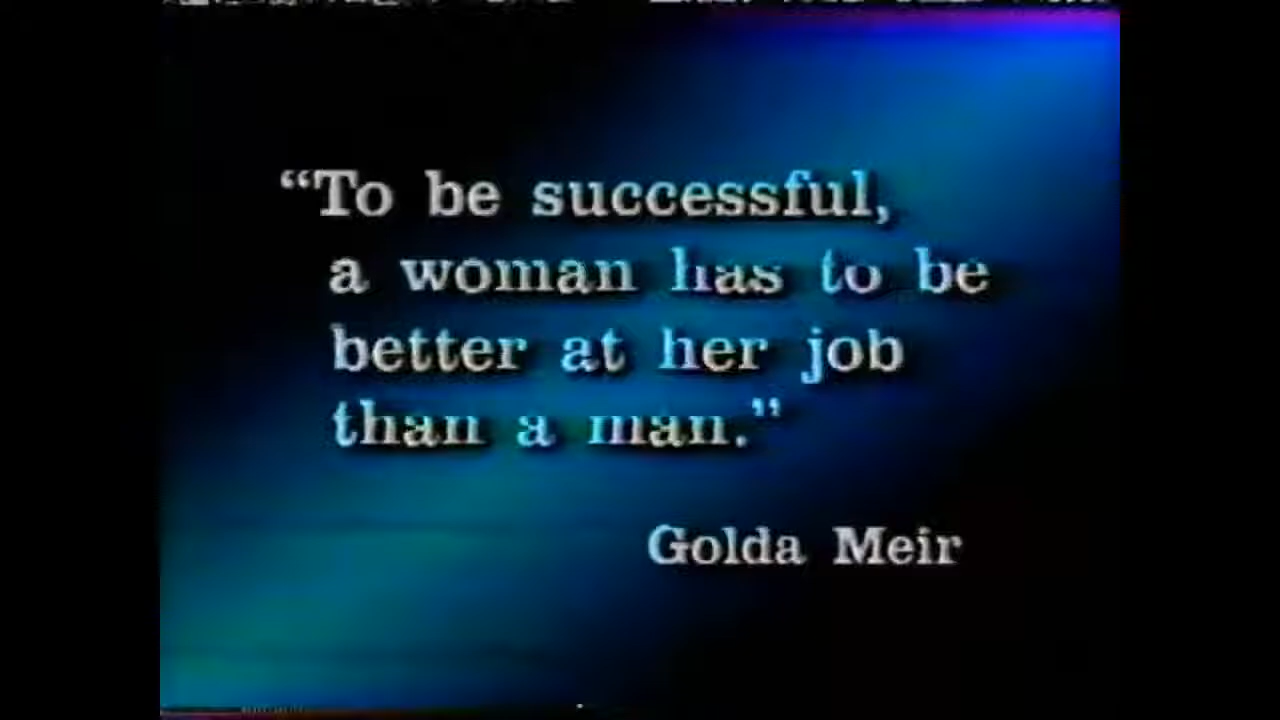 “To be successful,
a woman has to be
better at her job
than a man.”
Golda Meir